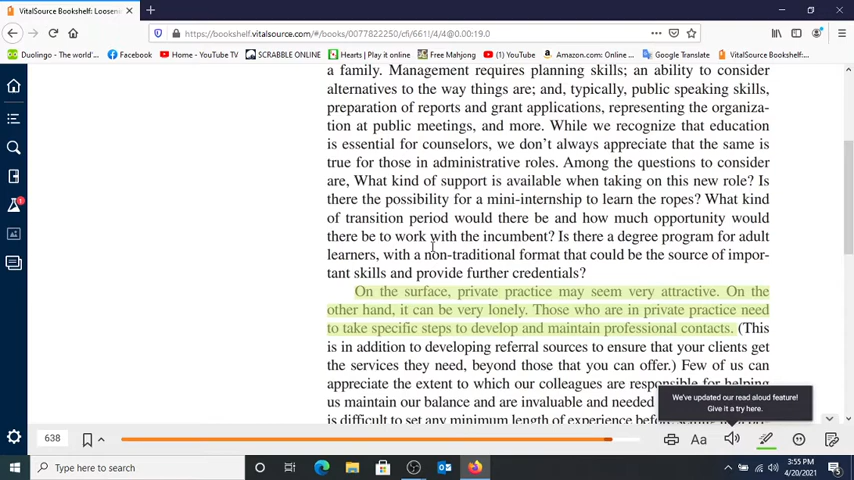 VitalSource Bookshelf: Loosene
https://bookshelf.vitalsource.com/#/books/0077822250/cfi/661!/4/4@0.00:19.0
Duolingo - The world'...
Facebook
Home - YouTube TV
SCRABBLE ONLINE
Hearts | Play it online
Free Mahjong
(1) YouTube
Amazon.com: Online ...
Google Translate
VitalSource Bookshelf:...
a family. Management requires planning skills; an ability to consider
alternatives to the way things are; and, typically, public speaking skills,
preparation of reports and grant applications, representing the organiza-
tion at public meetings, and more. While we recognize that education
is essential for counselors, we don't always appreciate that the same is
true for those in administrative roles. Among the questions to consider
are, What kind of support is available when taking on this new role? Is
there the possibility for a mini-internship to learn the ropes? What kind
of transition period would there be and how much opportunity would
there be to work with the incumbent? Is there a degree program for adult
learners, with a non-traditional format that could be the source of impor-
tant skills and provide further credentials?
On the surface, private practice may seem very attractive. On the
other hand, it can be very lonely. Those who are in private practice need
to take specific steps to develop and maintain professional contacts. (This
is in addition to developing referral sources to ensure that your clients get
the services they need, beyond those that you can offer.) Few of us can
appreciate the extent to which our colleagues are responsible for helping
us maintain our balance and are invaluable and needed
is difficult to set any minimum length of experience before
We've updated our read aloud feature!
Give it a try here.
638
Aa
Type here to search
3:55 PM
4/20/2021